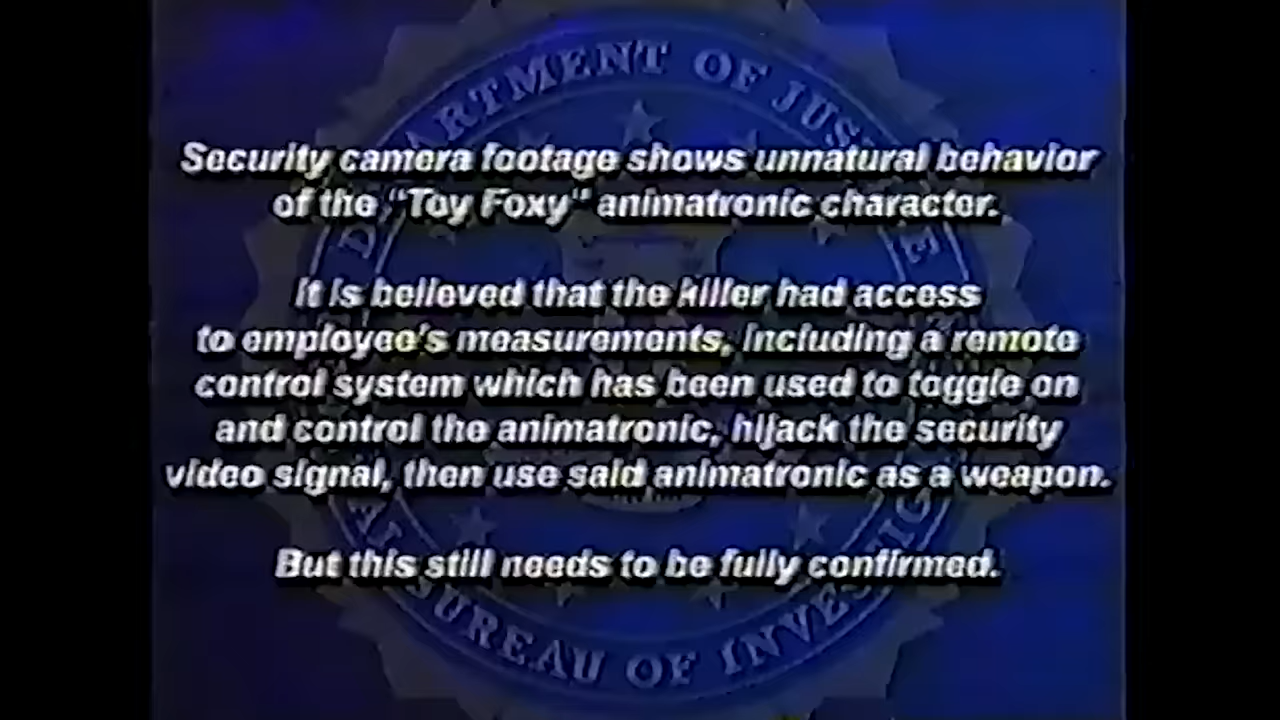 Security camera footage shows unnatural behavior
of the "Toy Foxy" animatronic character.
It is believed that the killer had access
to employee's measurements, including a remote
control system which has been used to toggle on
and control the animatronic, hijack the security
video signal, then use said animatronic as a weapon.
But this still needs to be fully confirmed.
DEPARTMENT OF JUSTICE
BUREAU OF